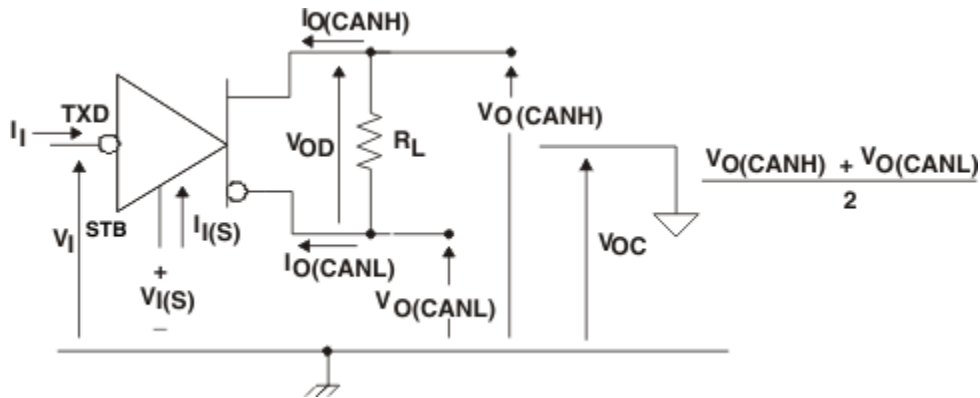 IO(CANH)
TXD
II
VO(CANH)
VOD
RL
VO(CANH) + VO(CANL)
2
STB
II(S)
VI
VOC
IO(CANL)
+
VI(S)
VO(CANL)
–